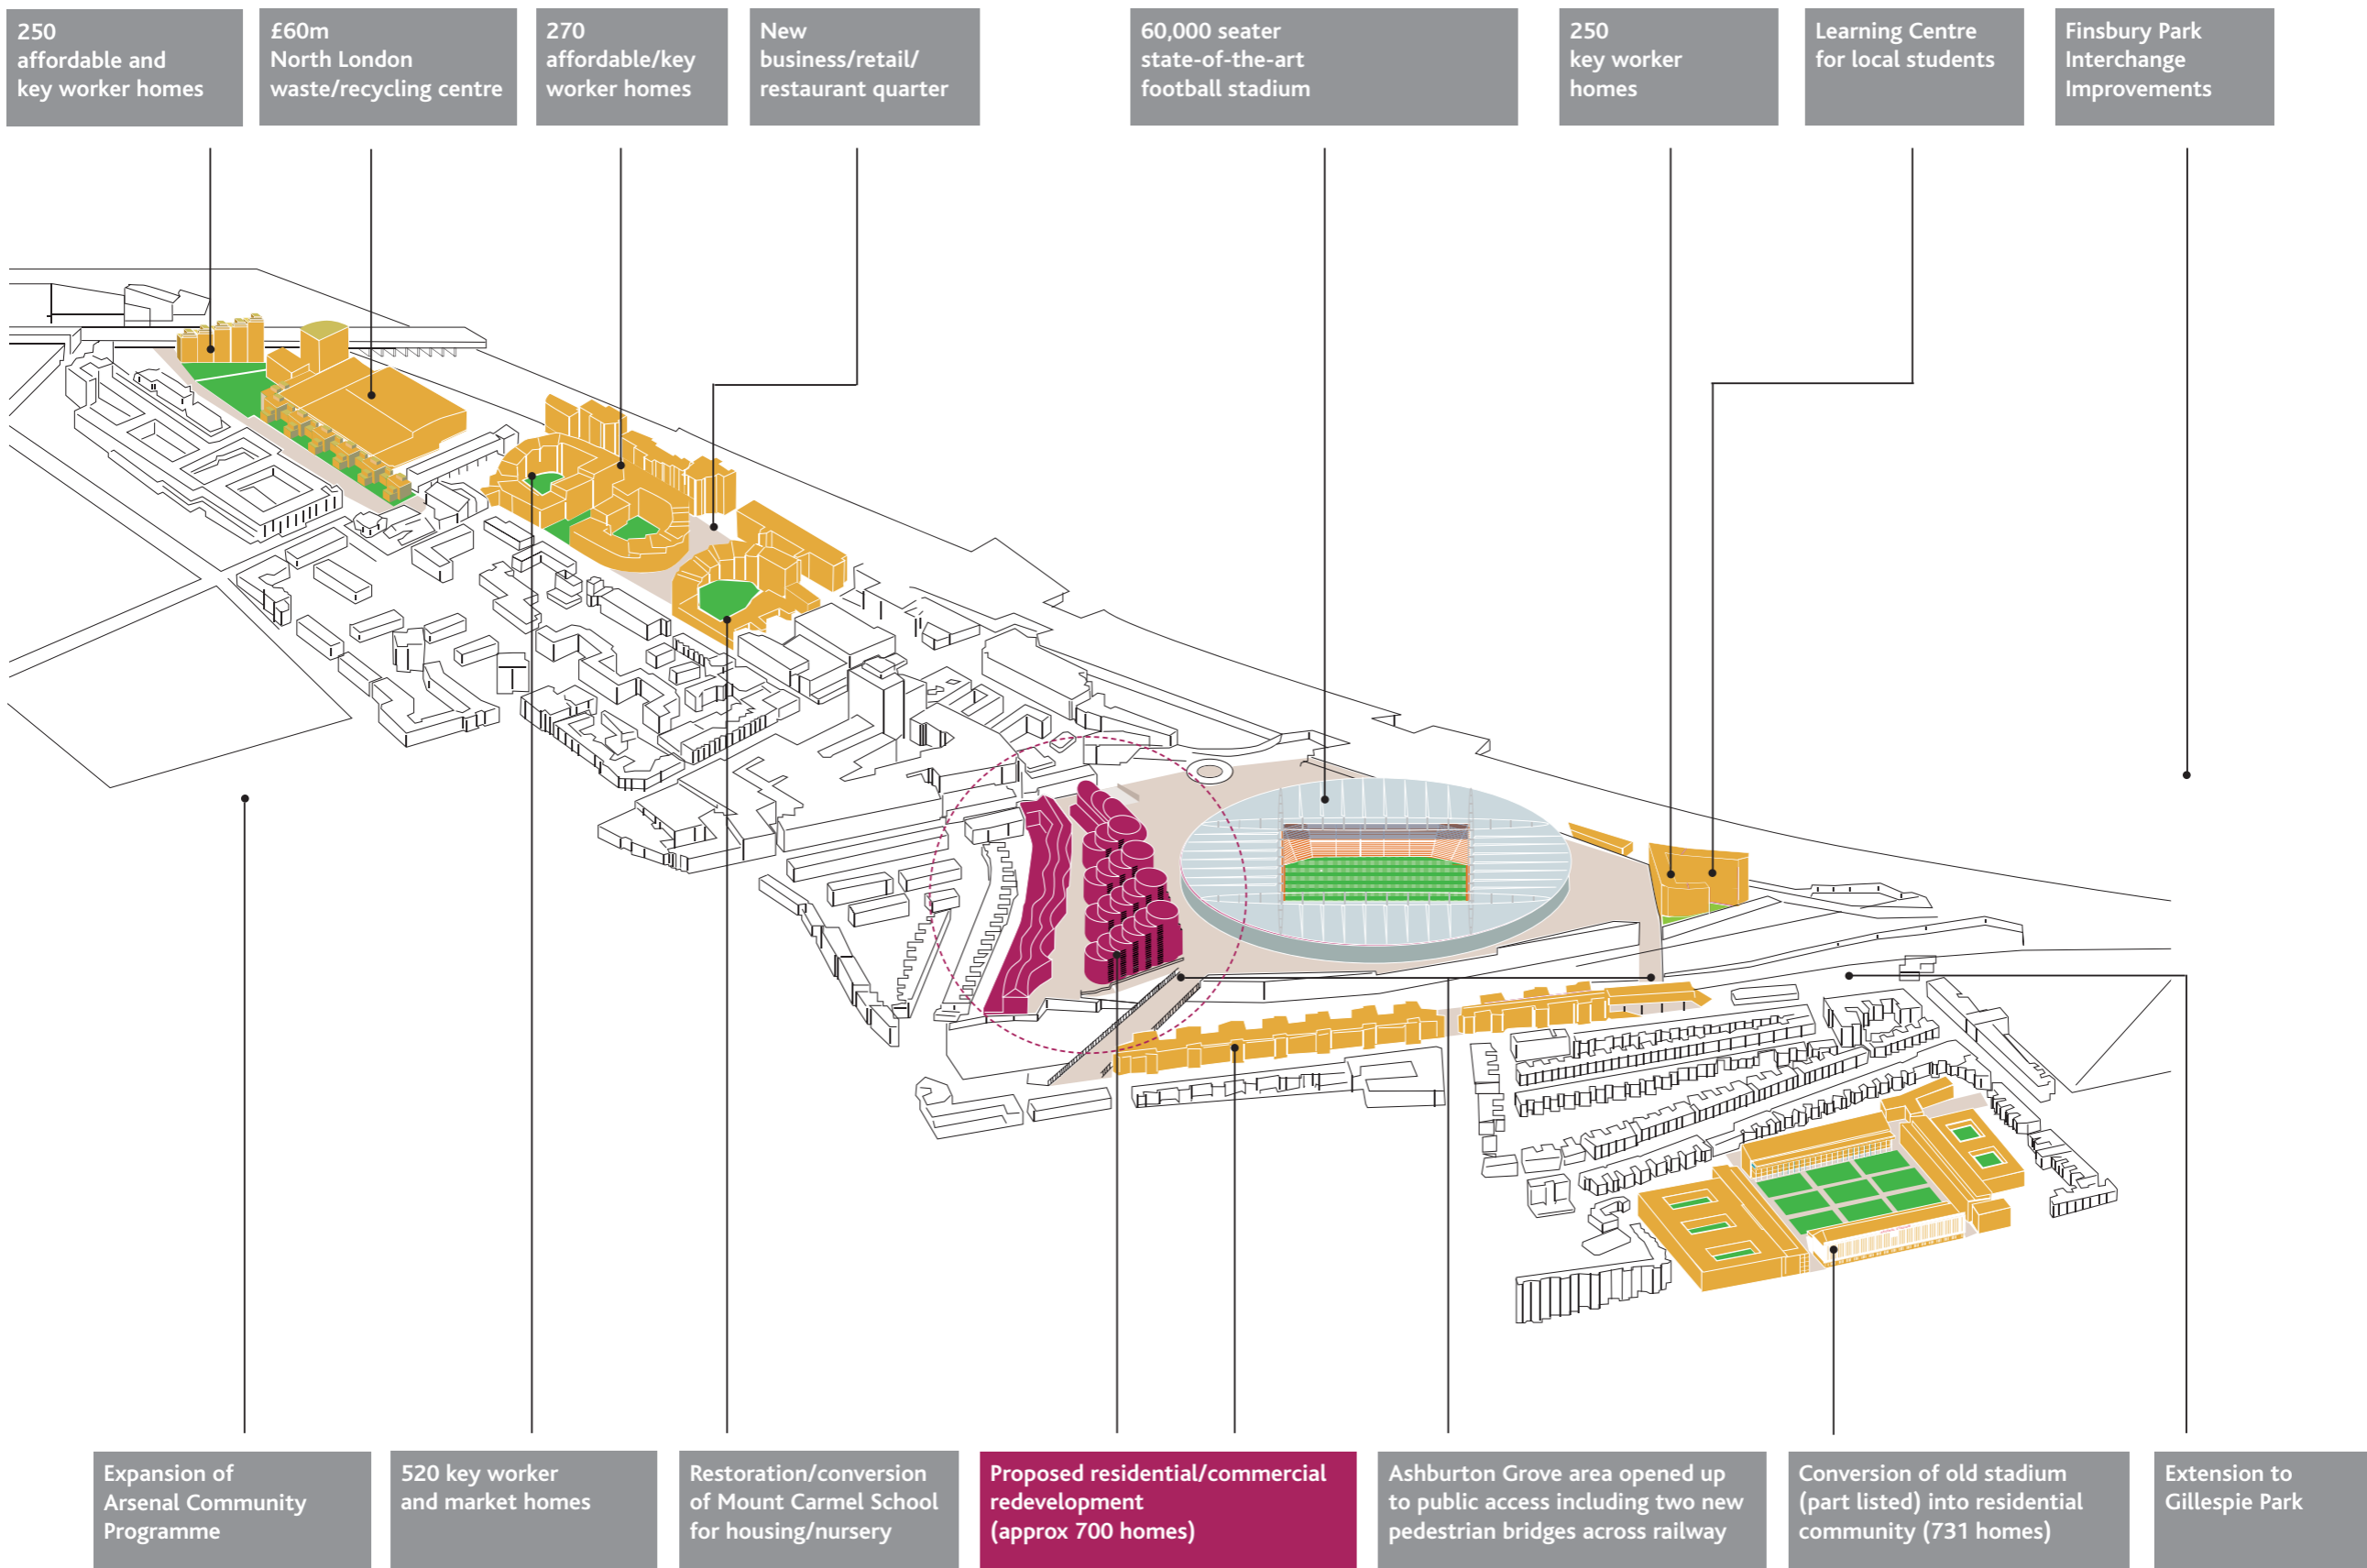 250
affordable and
key worker homes
£60m
North London
waste/recycling centre
270
affordable/key
worker homes
New
business/retail/
restaurant quarter
60,000 seater
state-of-the-art
football stadium
250
key worker
homes
Learning Centre
for local students
Finsbury Park
Interchange
Improvements
Expansion of
Arsenal Community
Programme
520 key worker
and market homes
Restoration/conversion
of Mount Carmel School
for housing/nursery
Proposed residential/commercial
redevelopment
(approx 700 homes)
Ashburton Grove area opened up
to public access including two new
pedestrian bridges across railway
Conversion of old stadium
(part listed) into residential
community (731 homes)
Extension to
Gillespie Park